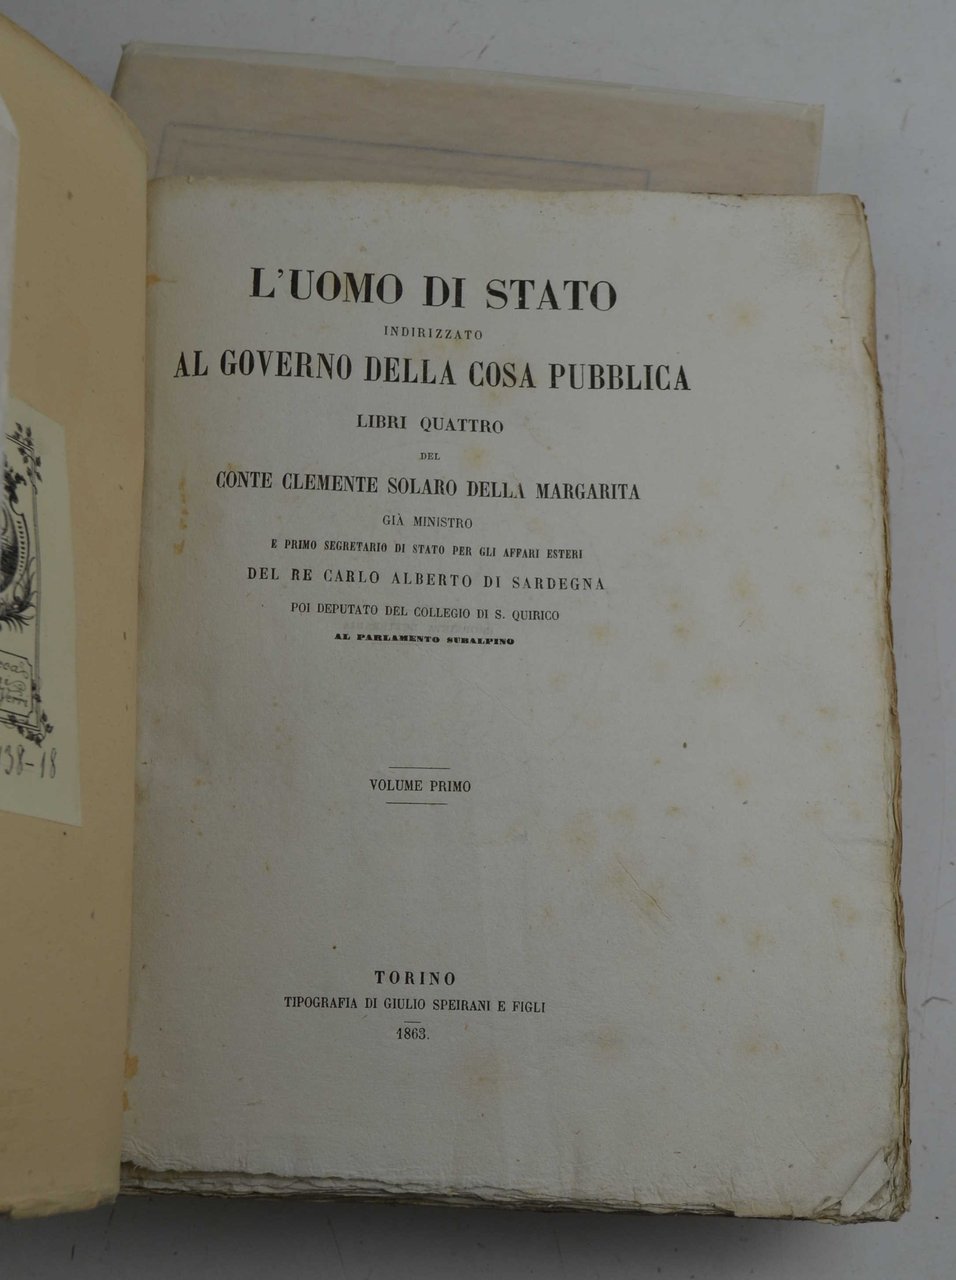 L'UOMO DI STATO
INDIRIZZATO
AL GOVERNO DELLA COSA PUBBLICA
LIBRI QUATTRO
DEL
CONTE CLEMENTE SOLARO DELLA MARGARITA
GIÀ MINISTRO
E PRIMO SEGRETARIO DI STATO PER GLI AFFARI ESTERI
DEL RE CARLO ALBERTO DI SARDEGNA
POI DEPUTATO DEL COLLEGIO DI S. QUIRICO
AL PARLAMENTO SUBALPINO
VOLUME PRIMO
TORINO
TIPOGRAFIA DI GIULIO SPEIRANI E FIGLI
1863.
38-18